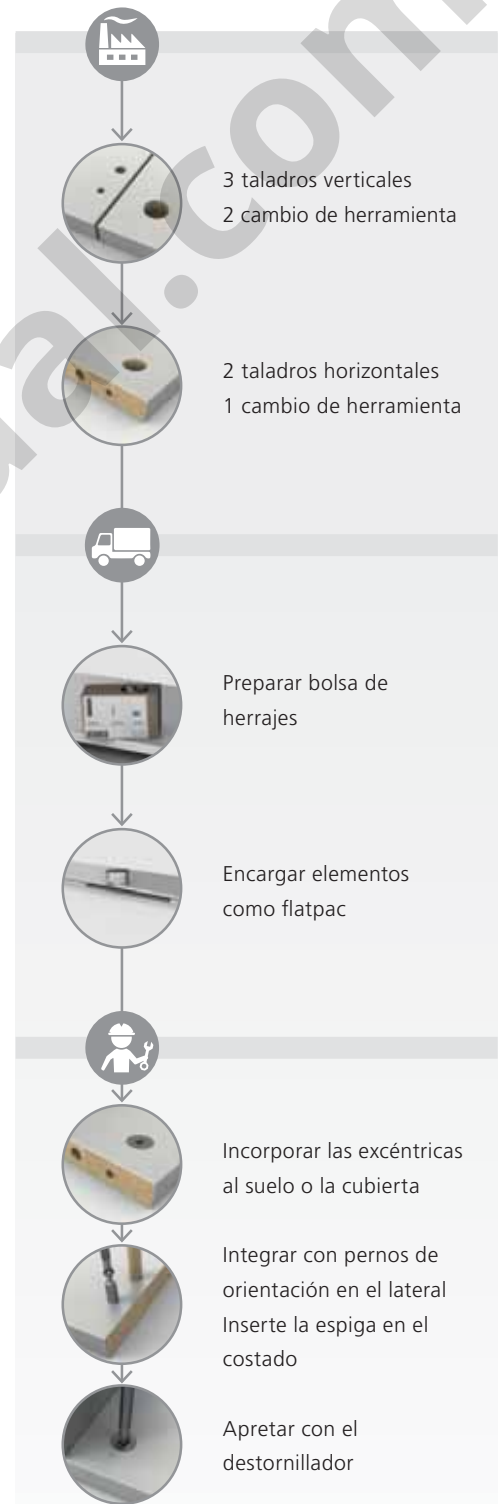 3 taladros verticales
2 cambio de herramienta
2 taladros horizontales
1 cambio de herramienta
Preparar bolsa de
herrajes
Encargar elementos
como flatpac
Incorporar las excéntricas
al suelo o la cubierta
Integrar con pernos de
orientación en el lateral
Inserte la espiga en el
costado
Apretar con el
destornillador